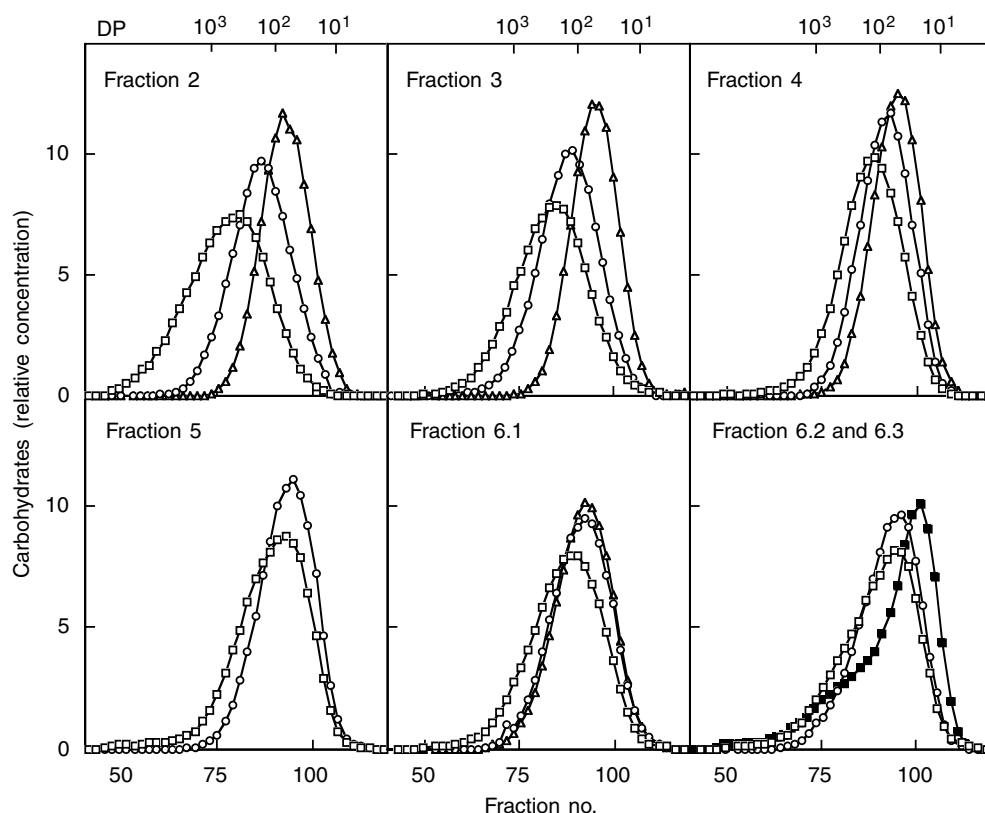 DP 10³ 10² 10¹ 10³ 10² 10¹ 10³ 10² 10¹
Fraction 2 Fraction 3 Fraction 4
10
5
0
Fraction 5 Fraction 6.1 Fraction 6.2 and 6.3
10
5
0
50 75 100 50 75 100 50 75 100
Fraction no.
Carbohydrates (relative concentration)